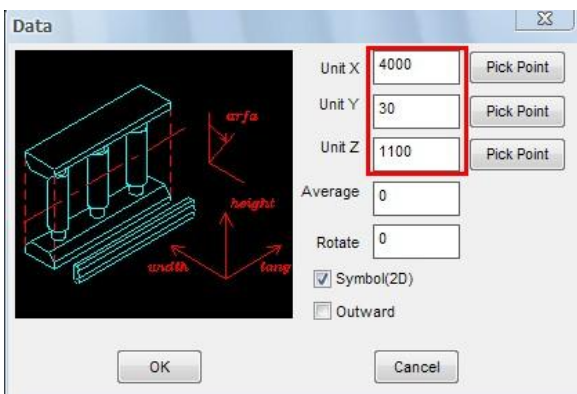 Data
Unit X 4000 Pick Point
Unit Y 30 Pick Point
Unit Z 1100 Pick Point
Average 0
Rotate 0
Symbol(2D)
Outward
arfa
height
width
lang
OK Cancel